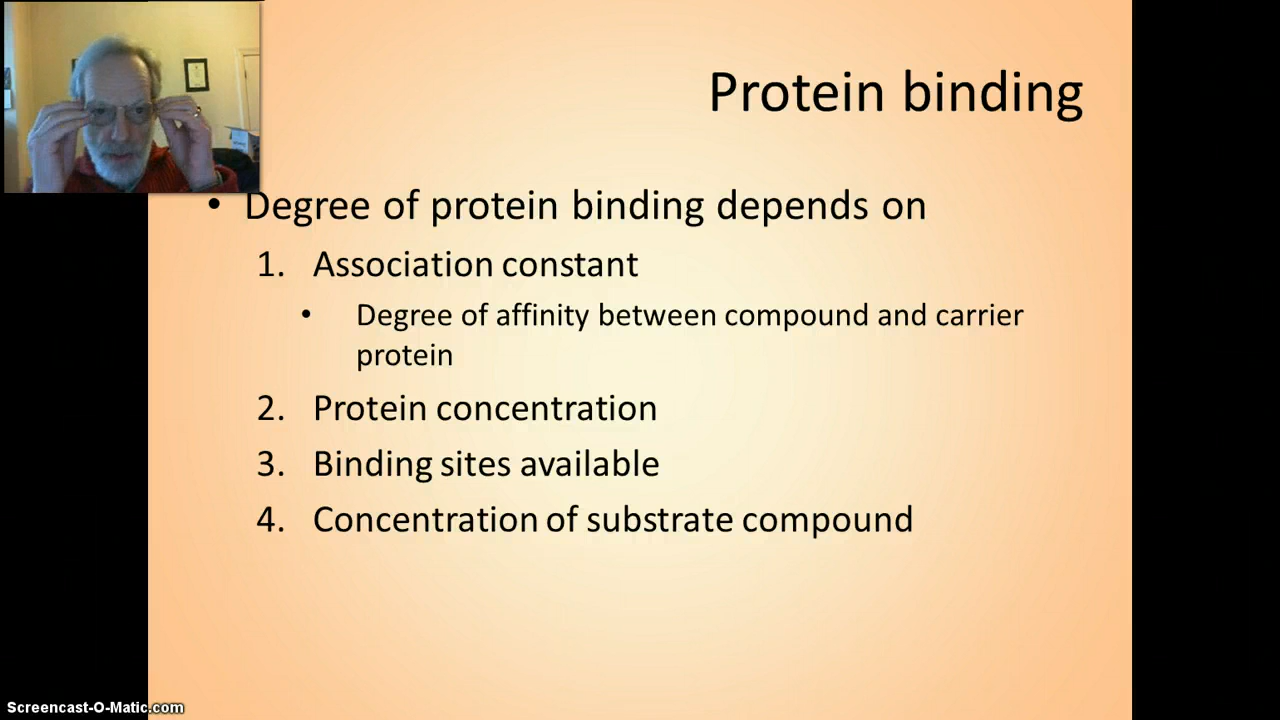 Protein binding
• Degree of protein binding depends on
1. Association constant
• Degree of affinity between compound and carrier
protein
2. Protein concentration
3. Binding sites available
4. Concentration of substrate compound
Screencast-O-Matic.com